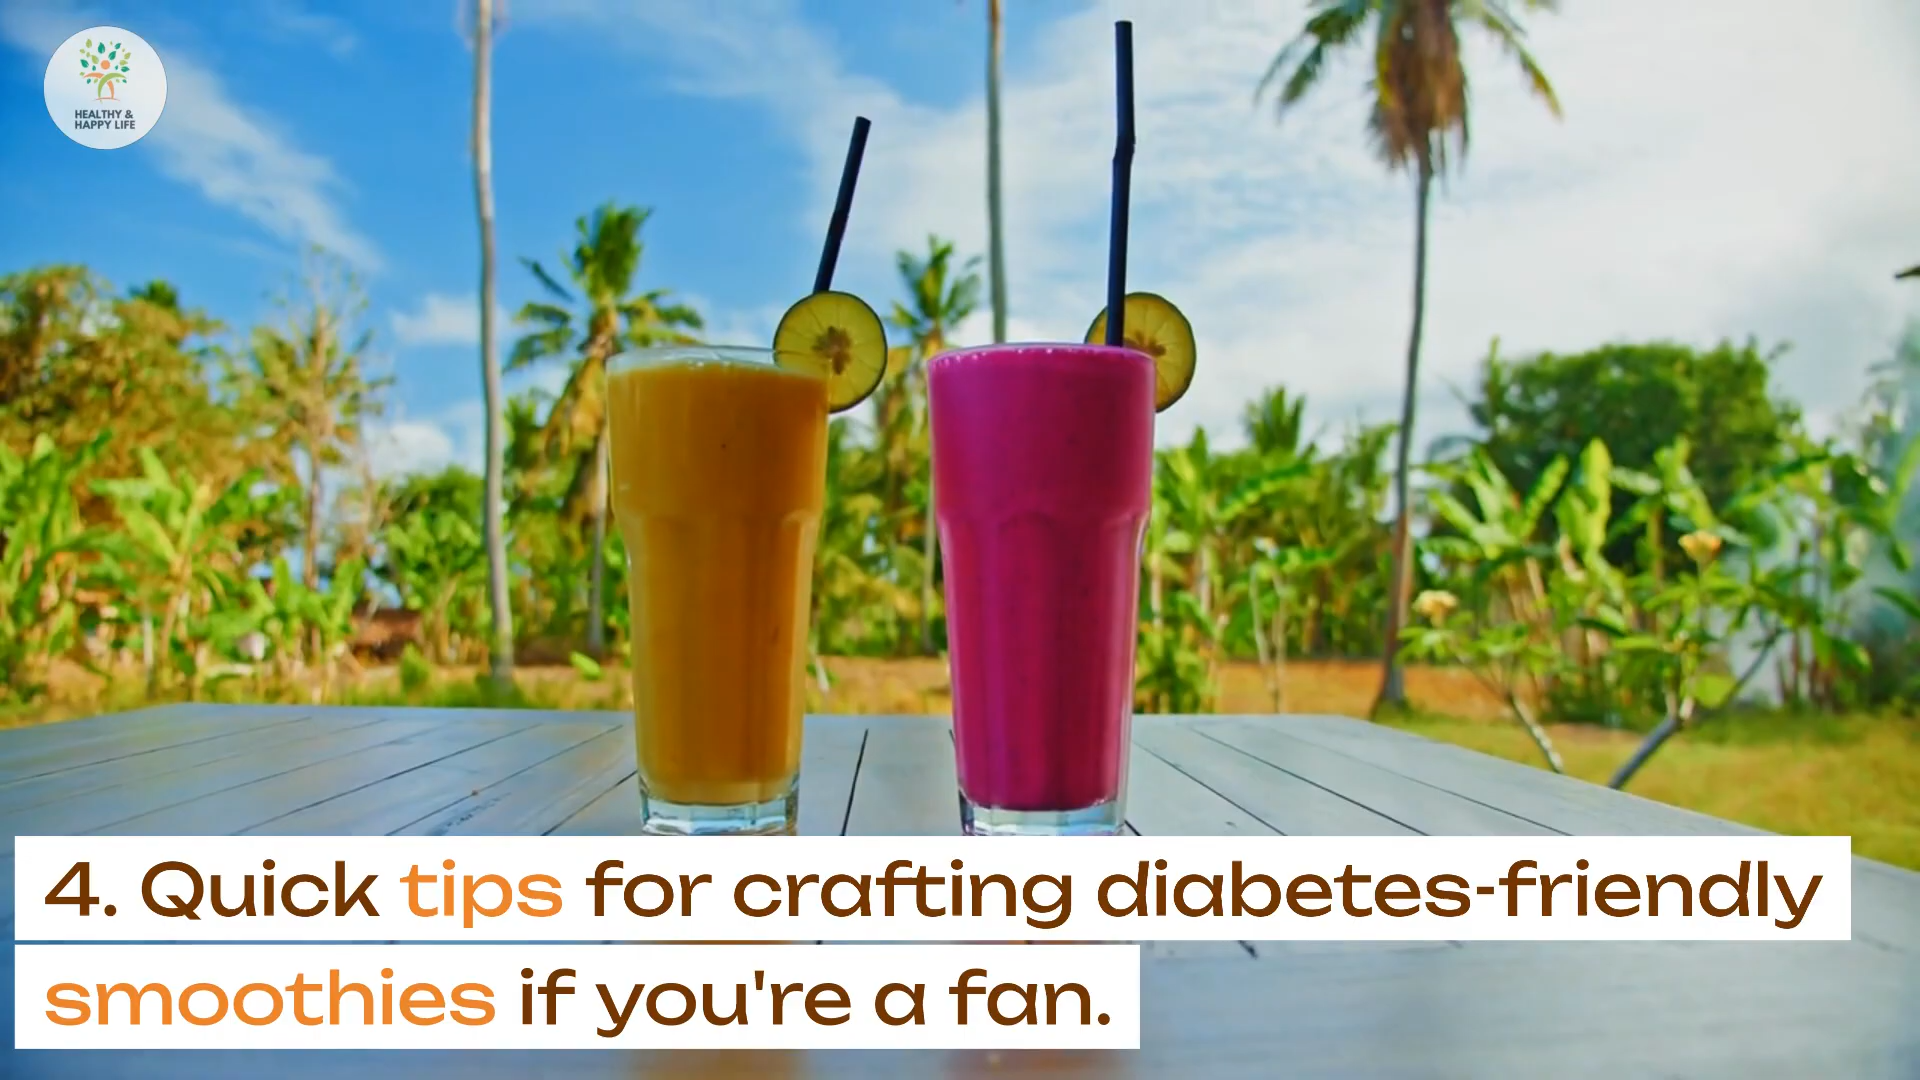 HEALTHY &
HAPPY LIFE
4. Quick tips for crafting diabetes-friendly
smoothies if you're a fan.